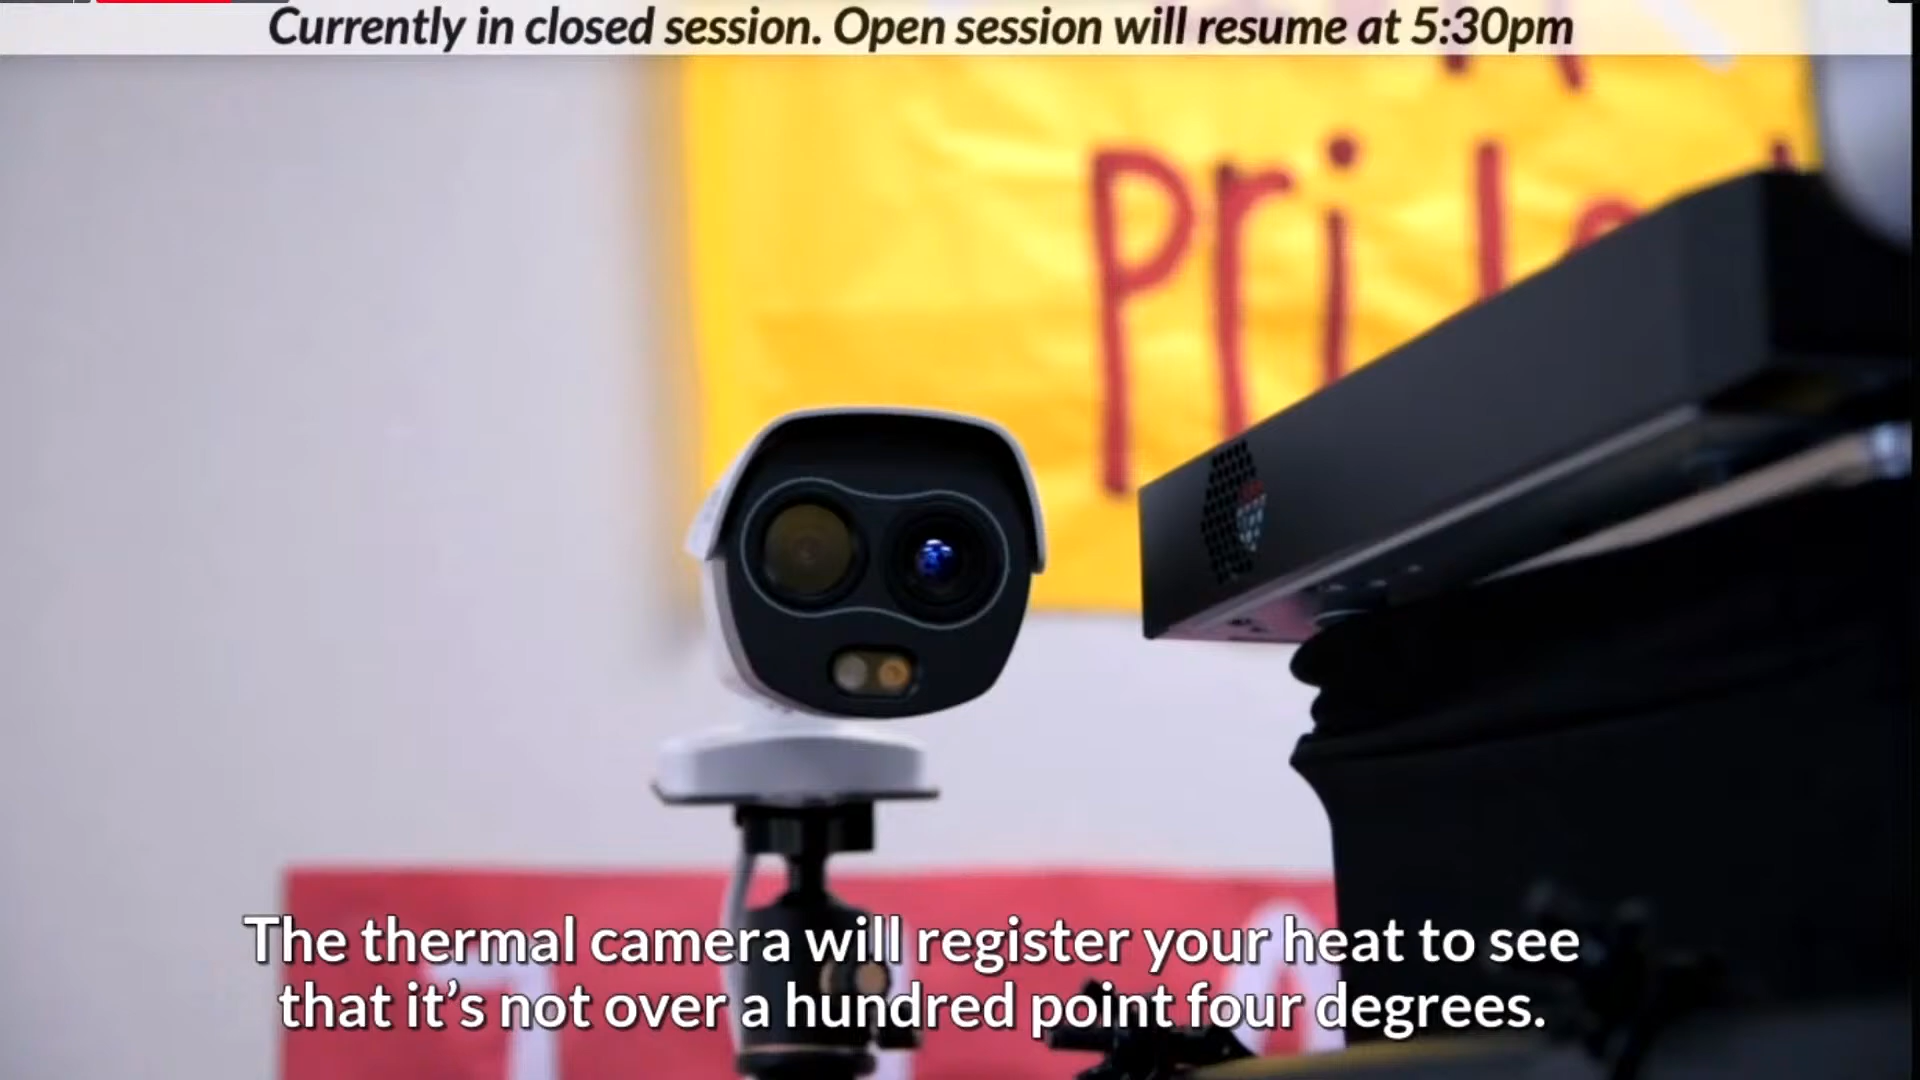 Currently in closed session. Open session will resume at 5:30pm
The thermal camera will register your heat to see
that it's not over a hundred point four degrees.